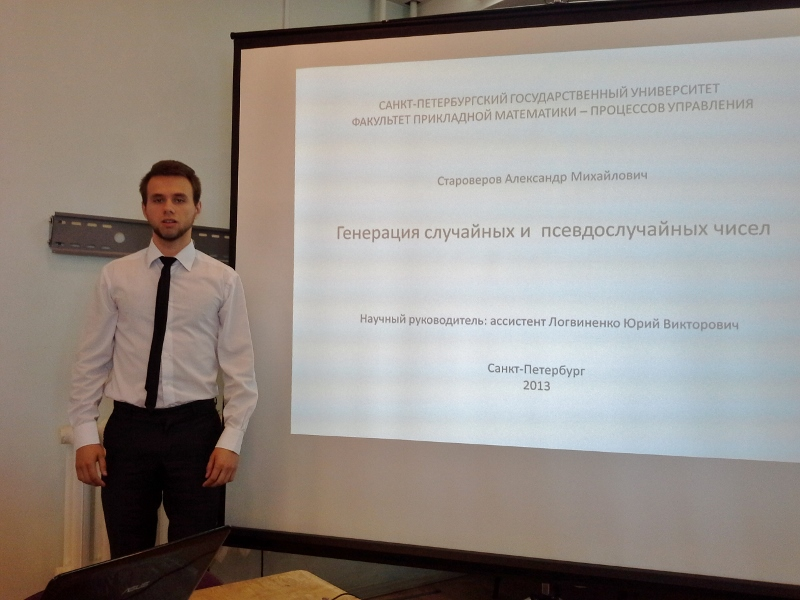 САНКТ-ПЕТЕРБУРГСКИЙ ГОСУДАРСТВЕННЫЙ УНИВЕРСИТЕТ
ФАКУЛЬТЕТ ПРИКЛАДНОЙ МАТЕМАТИКИ – ПРОЦЕССОВ УПРАВЛЕНИЯ
Староверов Александр Михайлович
Генерация случайных и псевдослучайных чисел
Научный руководитель: ассистент Логвиненко Юрий Викторович
Санкт-Петербург
2013
ASUS